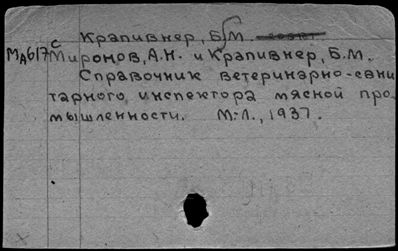 с Крапивнер, Б. М.
Ма617 Миронов, А.Н. и Крапивнер, Б.М.
Справочник ветеринарно-сани
тарного инспектора мясной про
мышленности. М.-Л., 1937.